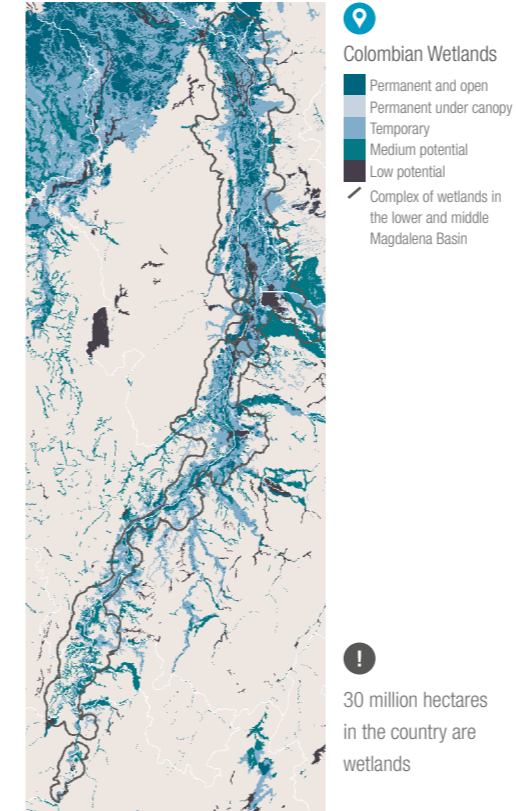 Colombian Wetlands
Permanent and open
Permanent under canopy
Temporary
Medium potential
Low potential
Complex of wetlands in
the lower and middle
Magdalena Basin
!
30 million hectares
in the country are
wetlands